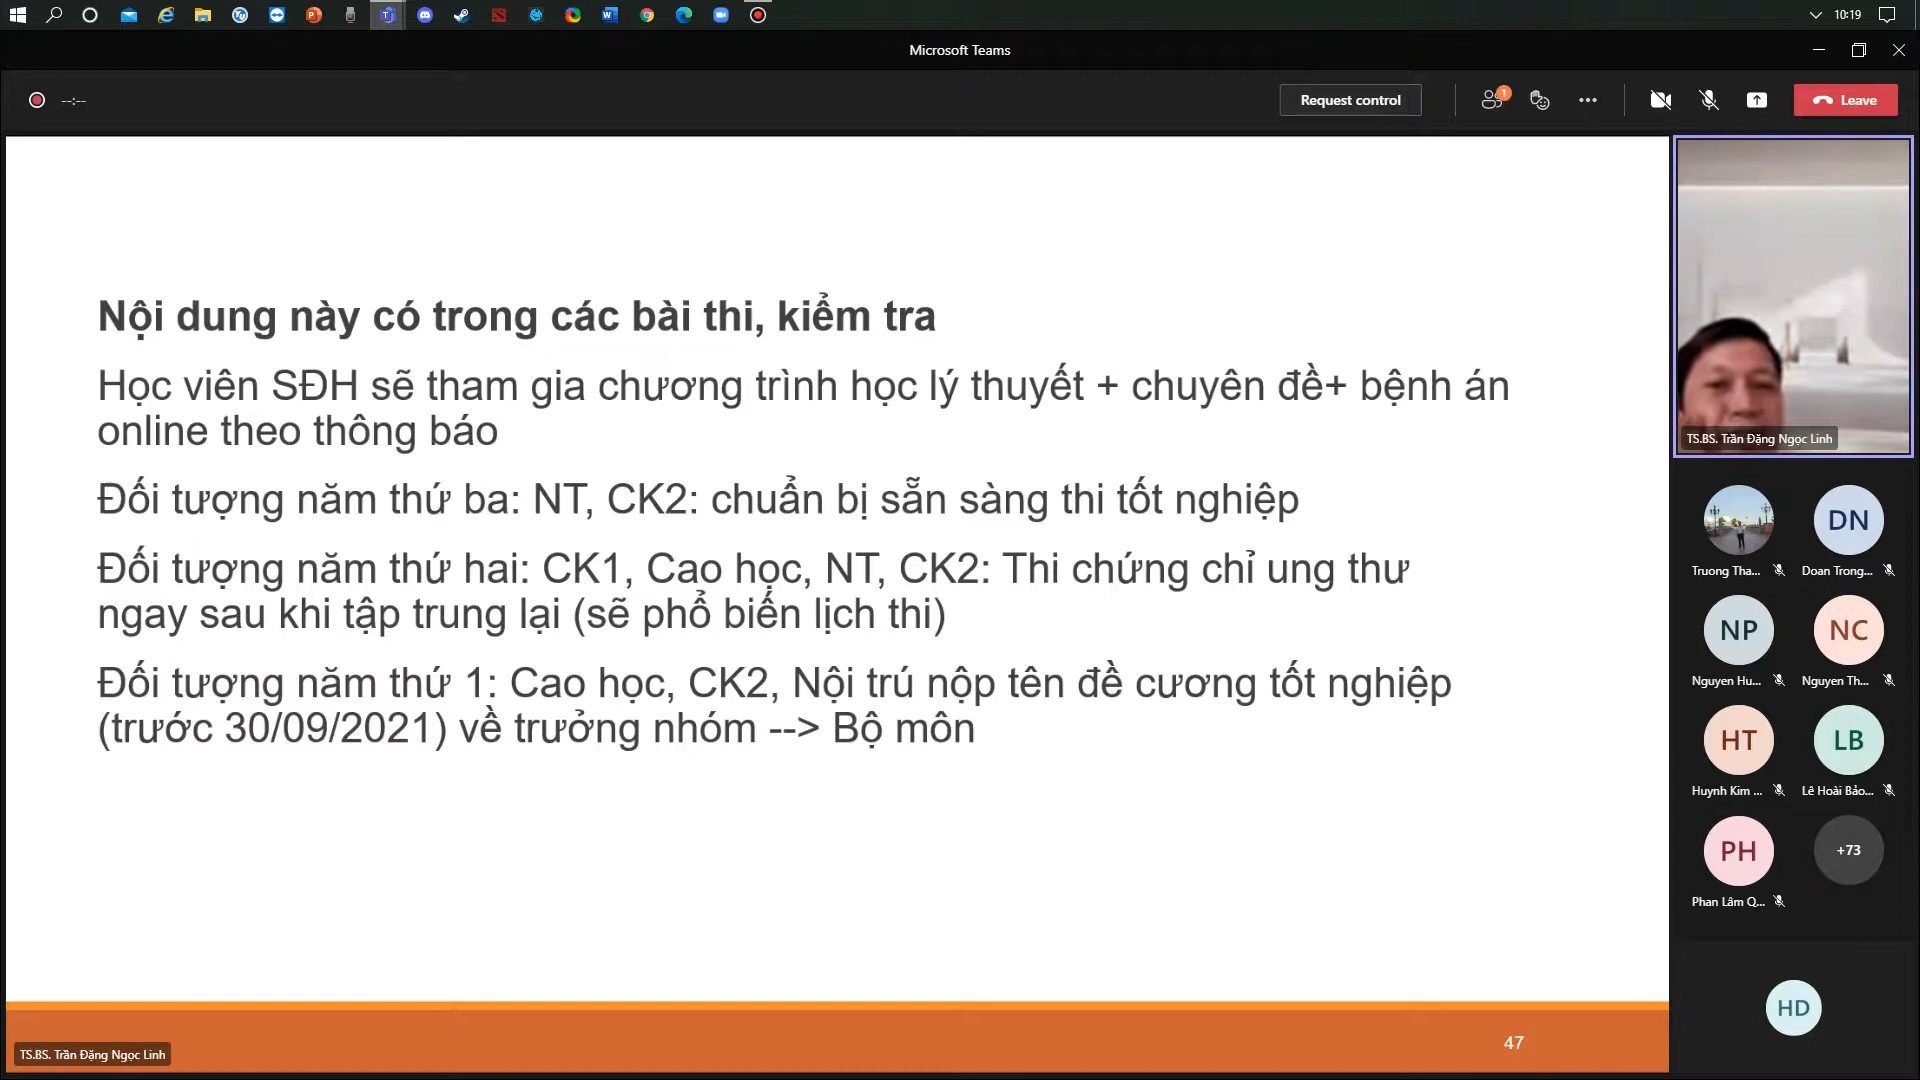 10:19
Microsoft Teams
--:--
Request control
1
Leave
Nội dung này có trong các bài thi, kiểm tra
Học viên SĐH sẽ tham gia chương trình học lý thuyết + chuyên đề+ bệnh án
online theo thông báo
Đối tượng năm thứ ba: NT, CK2: chuẩn bị sẵn sàng thi tốt nghiệp
Đối tượng năm thứ hai: CK1, Cao học, NT, CK2: Thi chứng chỉ ung thư
ngay sau khi tập trung lại (sẽ phổ biến lịch thi)
Đối tượng năm thứ 1: Cao học, CK2, Nội trú nộp tên đề cương tốt nghiệp
(trước 30/09/2021) về trưởng nhóm --> Bộ môn
47
TS.BS. Trần Đặng Ngọc Linh
TS.BS. Trần Đặng Ngọc Linh
DN
Truong Tha...
Doan Trong...
NP
NC
Nguyen Hu...
Nguyen Th...
HT
LB
Huynh Kim ...
Lê Hoài Bảo...
PH
+73
Phan Lâm Q...
HD